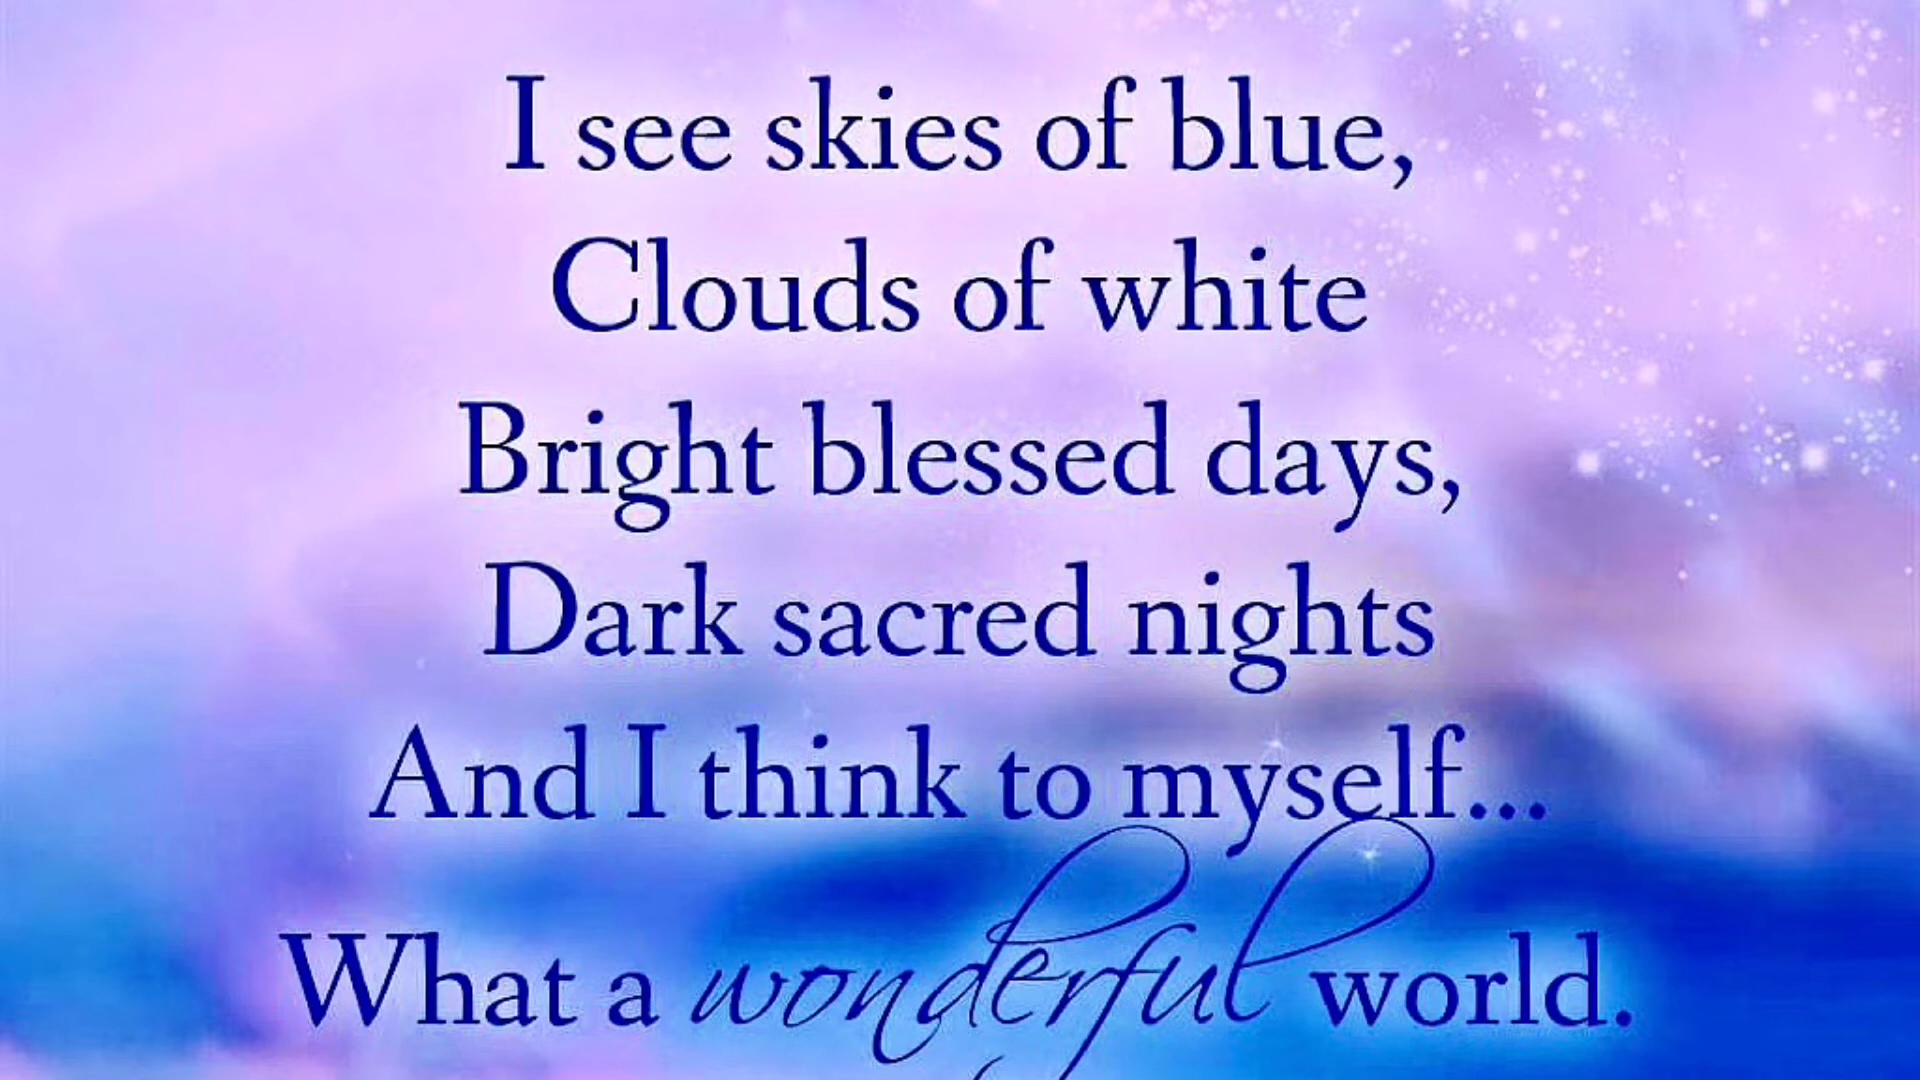 I see skies of blue,
Clouds of white
Bright blessed days,
Dark sacred nights
And I think to myself...
What a wonderful world.